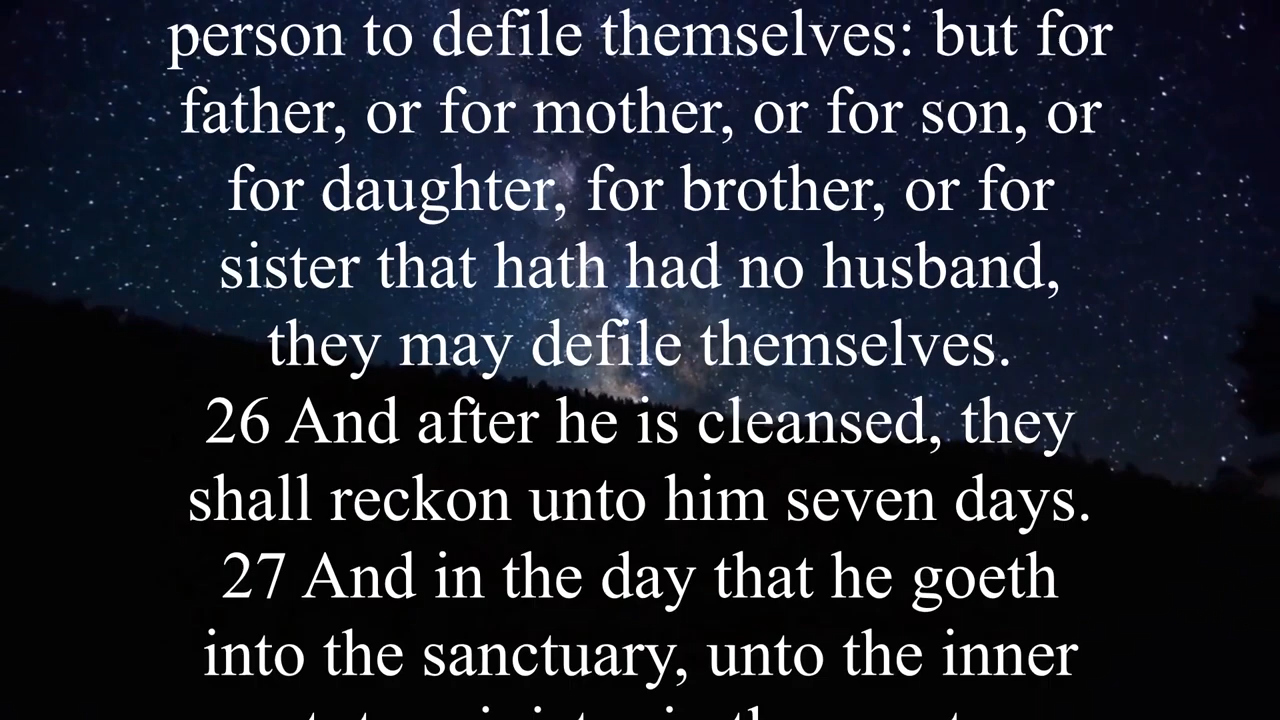 person to defile themselves: but for
father, or for mother, or for son, or
for daughter, for brother, or for
sister that hath had no husband,
they may defile themselves.
26 And after he is cleansed, they
shall reckon unto him seven days.
27 And in the day that he goeth
into the sanctuary, unto the inner